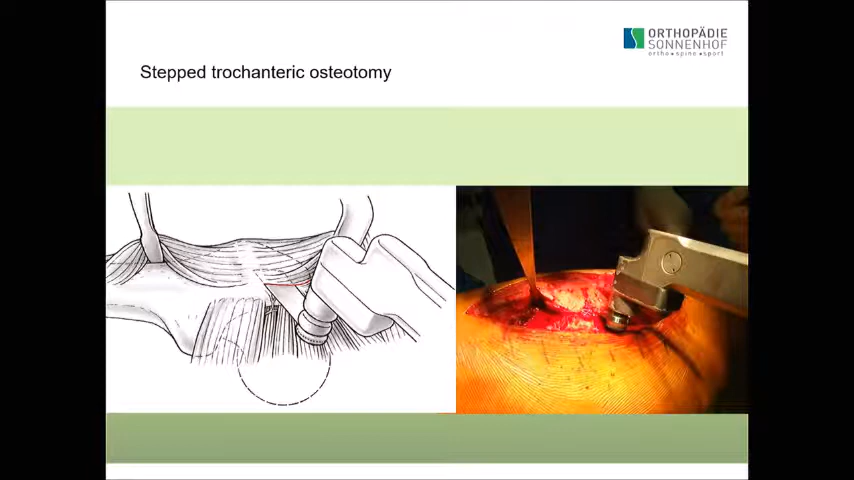 ORTHOPÄDIE
SONNENHOF
ortho • spine • sport
Stepped trochanteric osteotomy